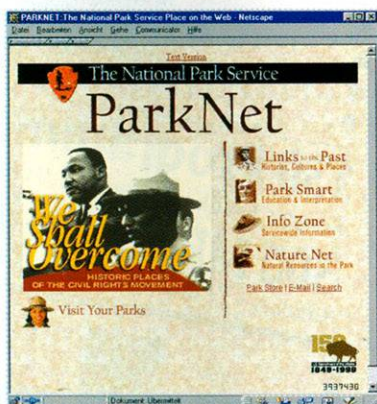 PARKNET:The National Park Service Place on the Web - Netscape
Datei Bearbeiten Ansicht Gehe Communicator Hilfe
Text Version
The National Park Service
ParkNet
We
Shall
Overcome
HISTORIC PLACES
OF THE CIVIL RIGHTS MOVEMENT
Visit Your Parks
Links to the Past
Histories, Cultures & Places
Park Smart
Education & Interpretation
Info Zone
Servicewide Information
Nature Net
Natural Resources in the Park
Park Store | E-Mail | Search
150
1849-1999
3937430
Dokument: Übermittelt